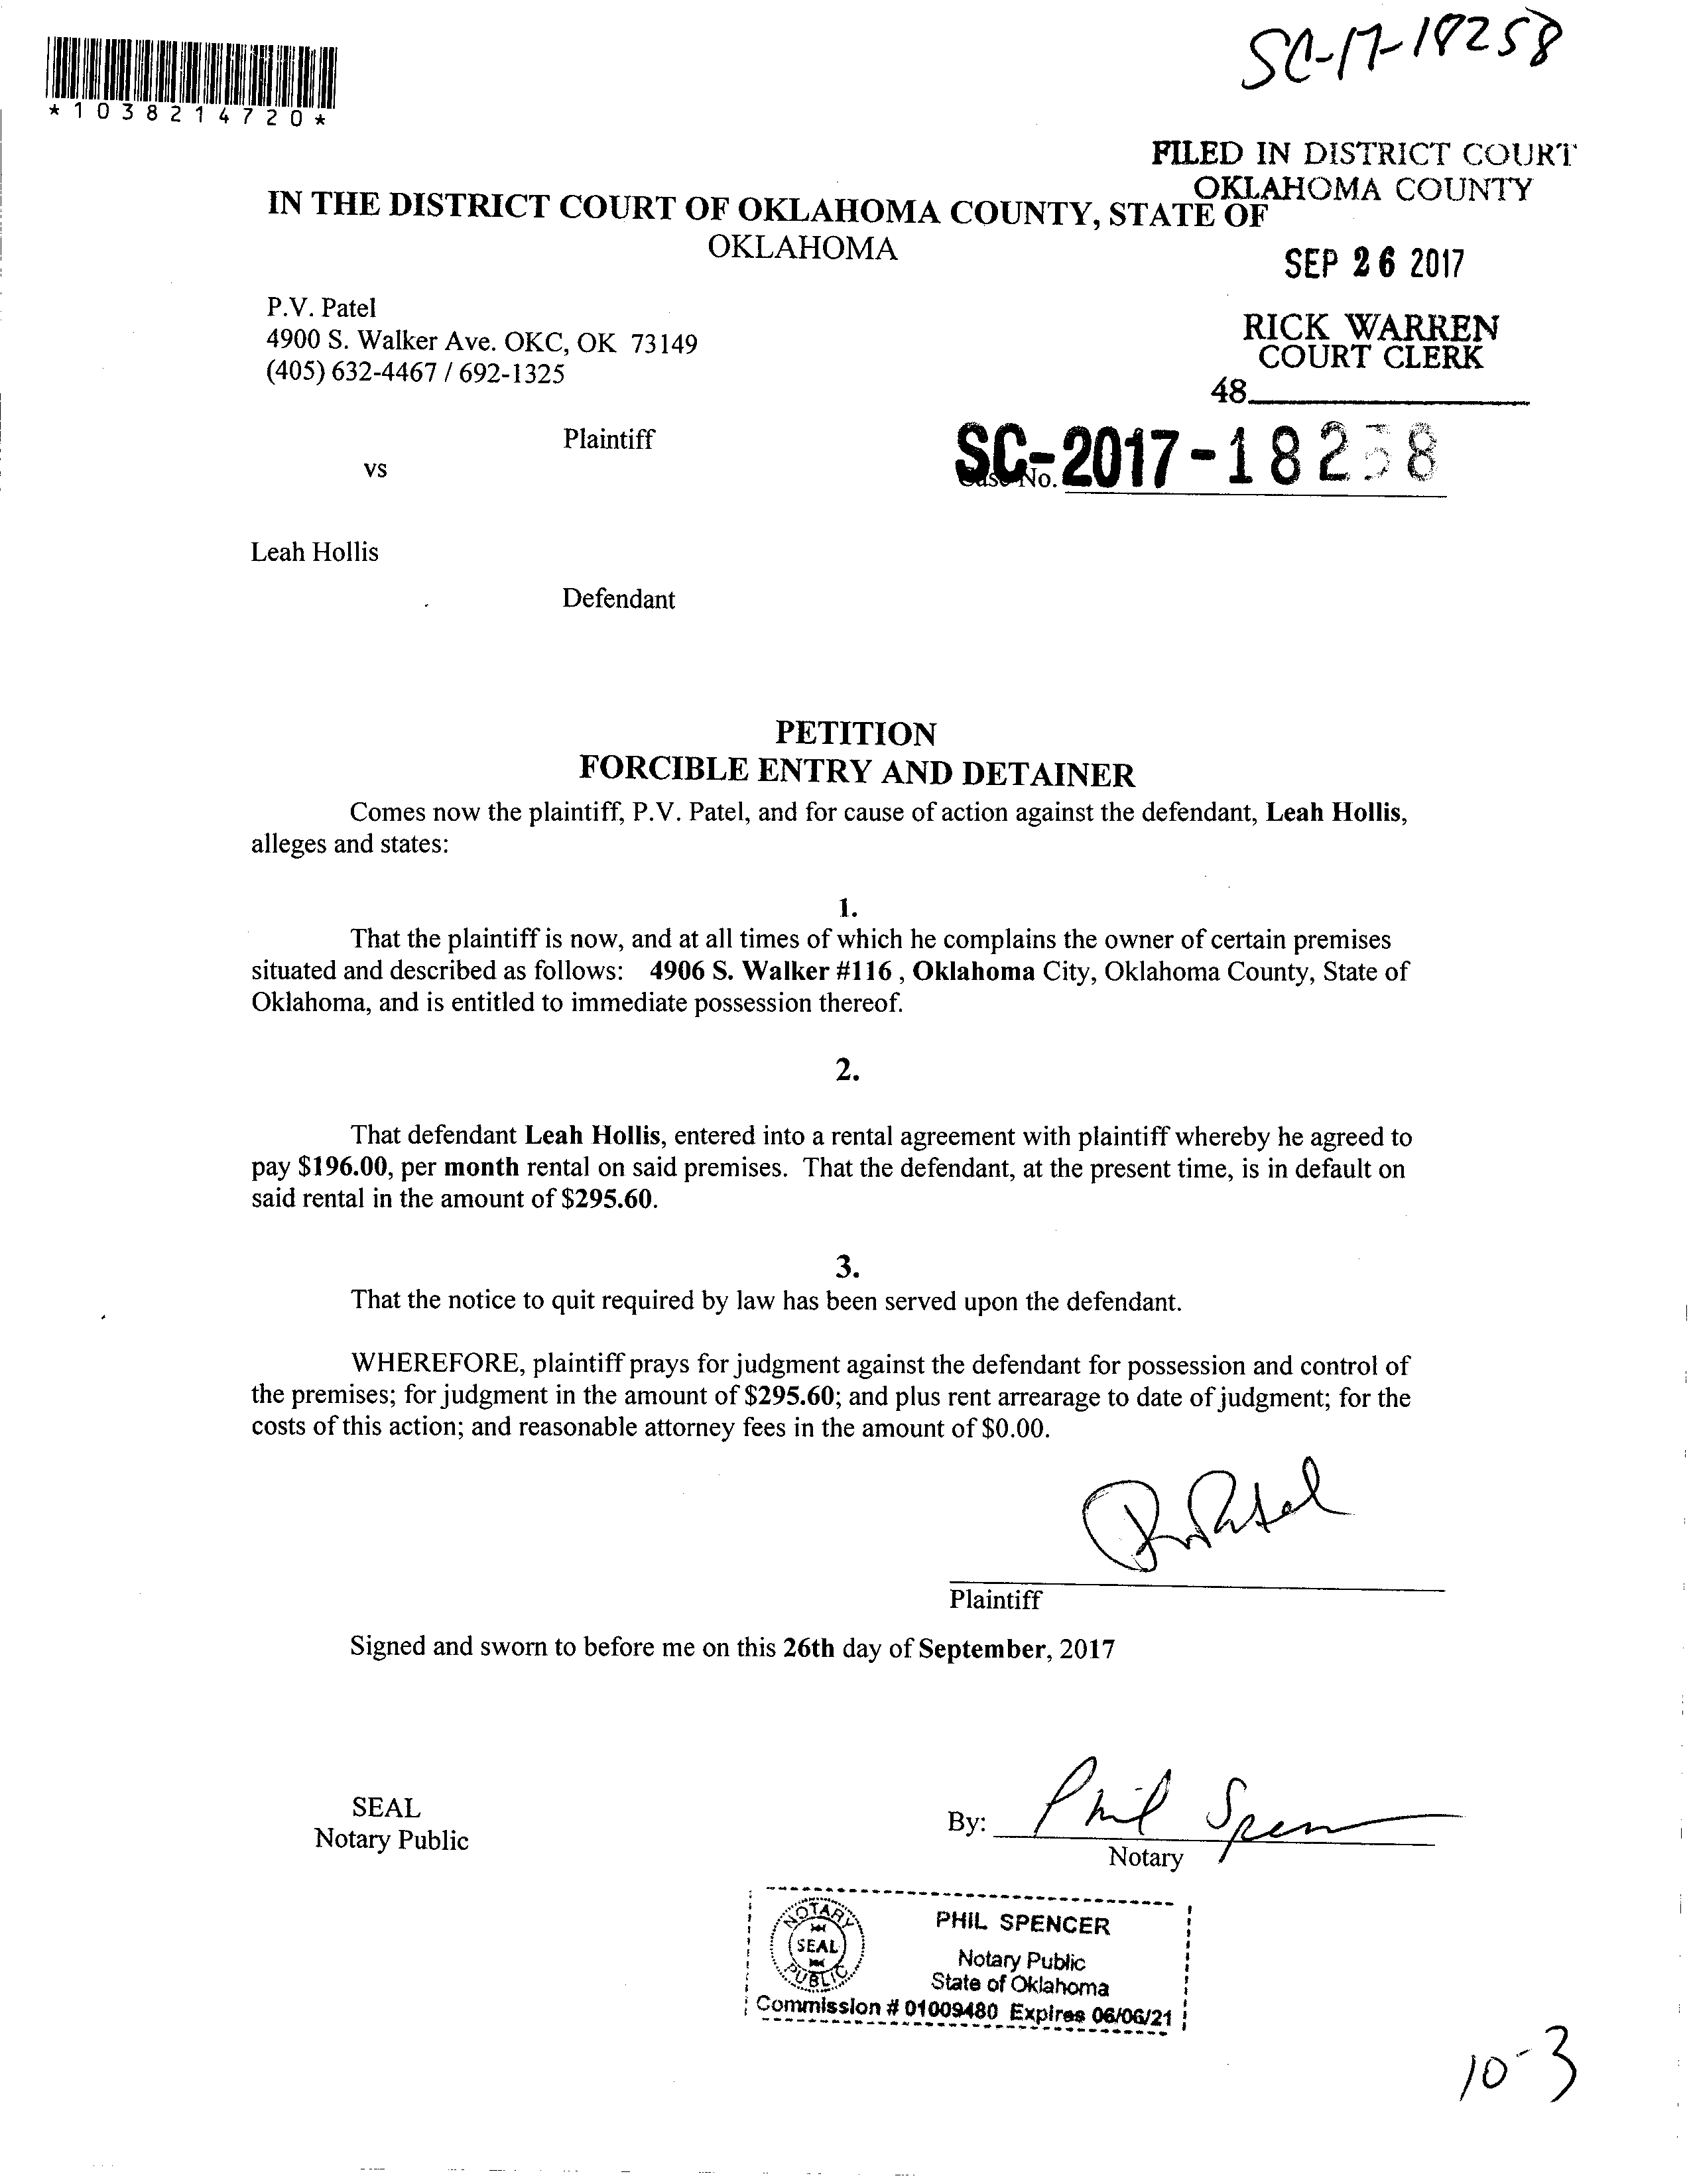 SC-17-18258
*1038214720*
FILED IN DISTRICT COURT
OKLAHOMA COUNTY
IN THE DISTRICT COURT OF OKLAHOMA COUNTY, STATE OF
OKLAHOMA
SEP 26 2017
P.V. Patel
4900 S. Walker Ave. OKC, OK 73149
(405) 632-4467 / 692-1325
RICK WARREN
COURT CLERK
48
Plaintiff
vs
Case No. SC-2017-18258
Leah Hollis
Defendant
PETITION
FORCIBLE ENTRY AND DETAINER
Comes now the plaintiff, P.V. Patel, and for cause of action against the defendant, Leah Hollis,
alleges and states:
1.
That the plaintiff is now, and at all times of which he complains the owner of certain premises
situated and described as follows: 4906 S. Walker #116 , Oklahoma City, Oklahoma County, State of
Oklahoma, and is entitled to immediate possession thereof.
2.
That defendant Leah Hollis, entered into a rental agreement with plaintiff whereby he agreed to
pay $196.00, per month rental on said premises. That the defendant, at the present time, is in default on
said rental in the amount of $295.60.
3.
That the notice to quit required by law has been served upon the defendant.
WHEREFORE, plaintiff prays for judgment against the defendant for possession and control of
the premises; for judgment in the amount of $295.60; and plus rent arrearage to date of judgment; for the
costs of this action; and reasonable attorney fees in the amount of $0.00.
Plaintiff
Signed and sworn to before me on this 26th day of September, 2017
SEAL
Notary Public
By: Phil Spencer
Notary
NOTARY
SEAL
PUBLIC
PHIL SPENCER
Notary Public
State of Oklahoma
Commission # 01009480 Expires 06/06/21
10-3